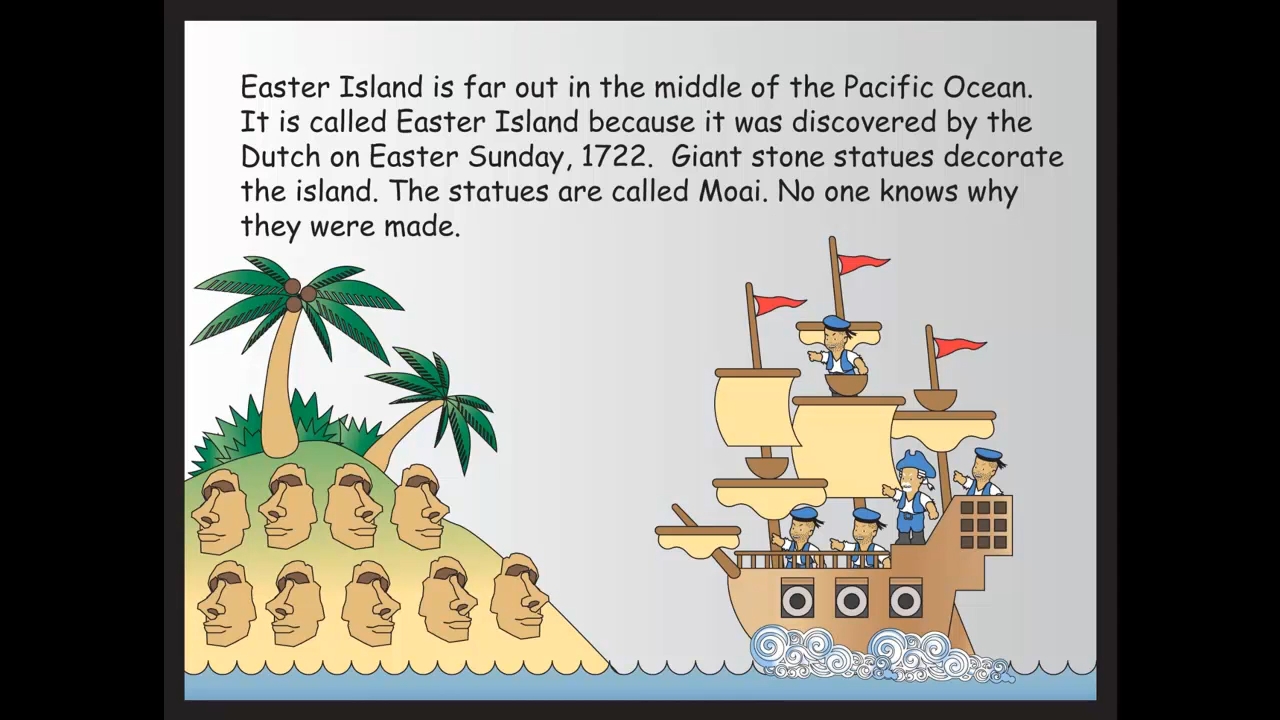 Easter Island is far out in the middle of the Pacific Ocean.
It is called Easter Island because it was discovered by the
Dutch on Easter Sunday, 1722.  Giant stone statues decorate
the island. The statues are called Moai. No one knows why
they were made.